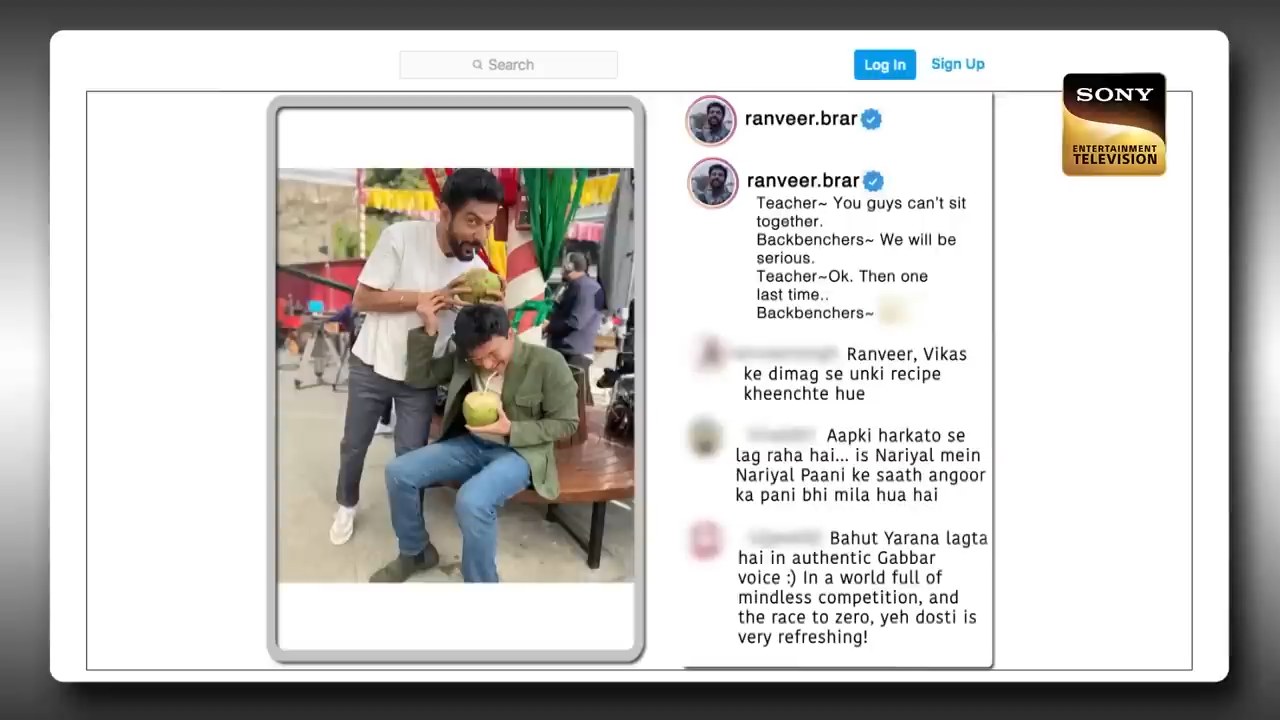 Search
Log In
Sign Up
SONY
ENTERTAINMENT
TELEVISION
ranveer.brar
ranveer.brar
Teacher~ You guys can't sit
together.
Backbenchers~ We will be
serious.
Teacher~Ok. Then one
last time..
Backbenchers~
Ranveer, Vikas
ke dimag se unki recipe
kheenchte hue
Aapki harkato se
lag raha hai... is Nariyal mein
Nariyal Paani ke saath angoor
ka pani bhi mila hua hai
Bahut Yarana lagta
hai in authentic Gabbar
voice :) In a world full of
mindless competition, and
the race to zero, yeh dosti is
very refreshing!